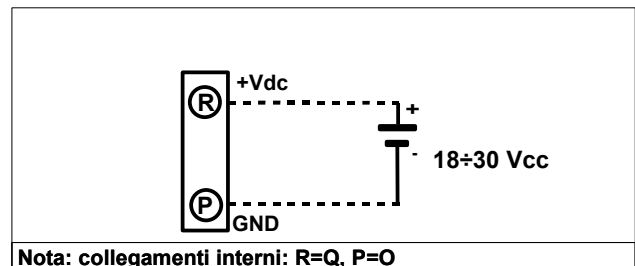 +Vdc
R
+
-
18÷30 Vcc
P
GND
Nota: collegamenti interni: R=Q, P=O